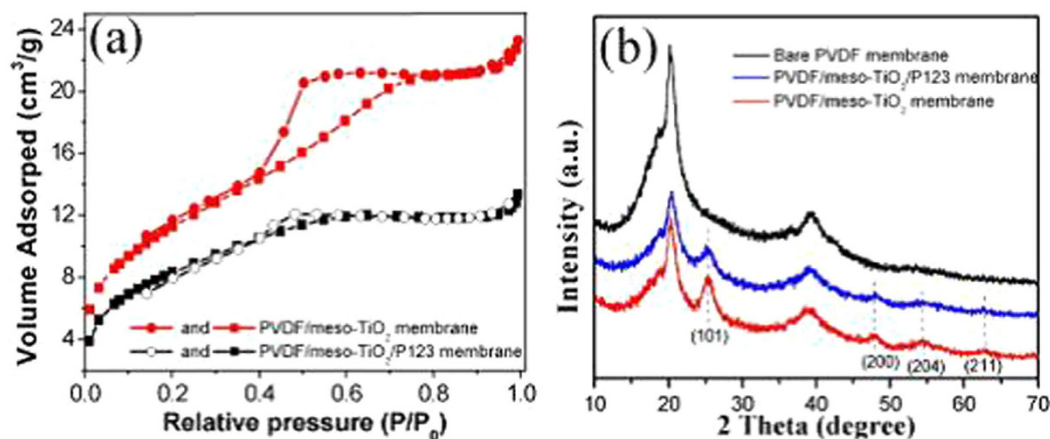 (a)
24
20
16
12
8
4
Volume Adsorped (cm³/g)
and PVDF/meso-TiO₂ membrane
and PVDF/meso-TiO₂/P123 membrane
0.0 0.2 0.4 0.6 0.8 1.0
Relative pressure (P/P₀)
(b)
Bare PVDF membrane
PVDF/meso-TiO₂/P123 membrane
PVDF/meso-TiO₂ membrane
Intensity (a.u.)
(101)
(200) (204) (211)
10 20 30 40 50 60 70
2 Theta (degree)